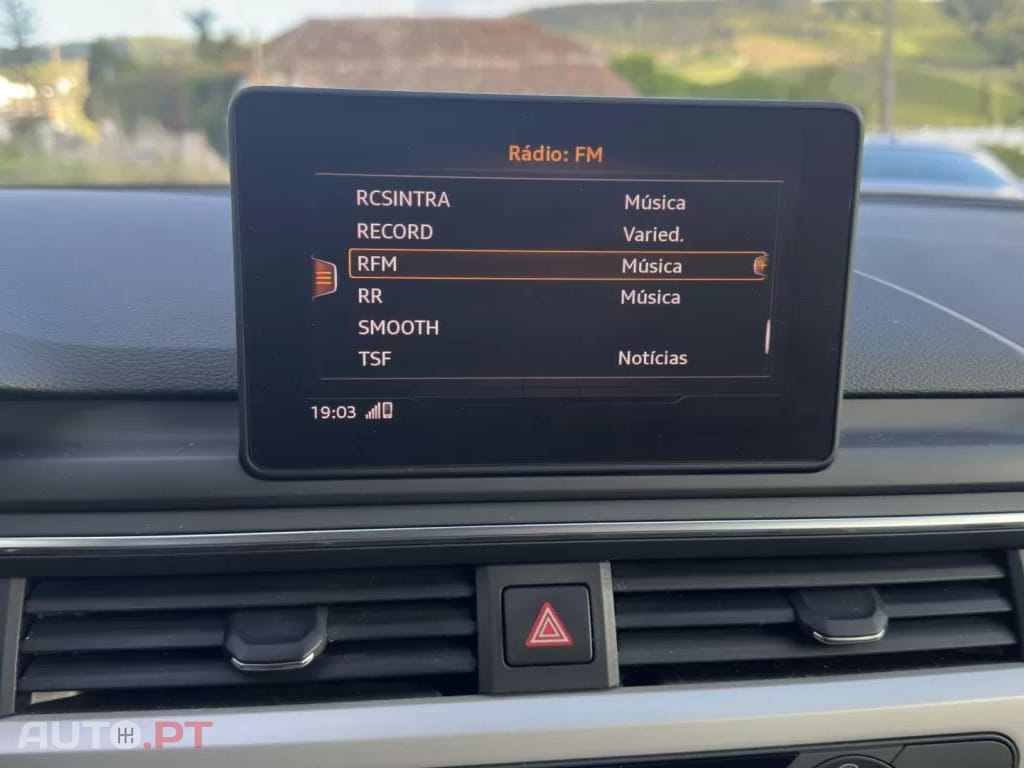 Rádio: FM
RCSINTRA Música
RECORD Varied.
RFM Música
RR Música
SMOOTH
TSF Notícias
19:03
AUTO.PT